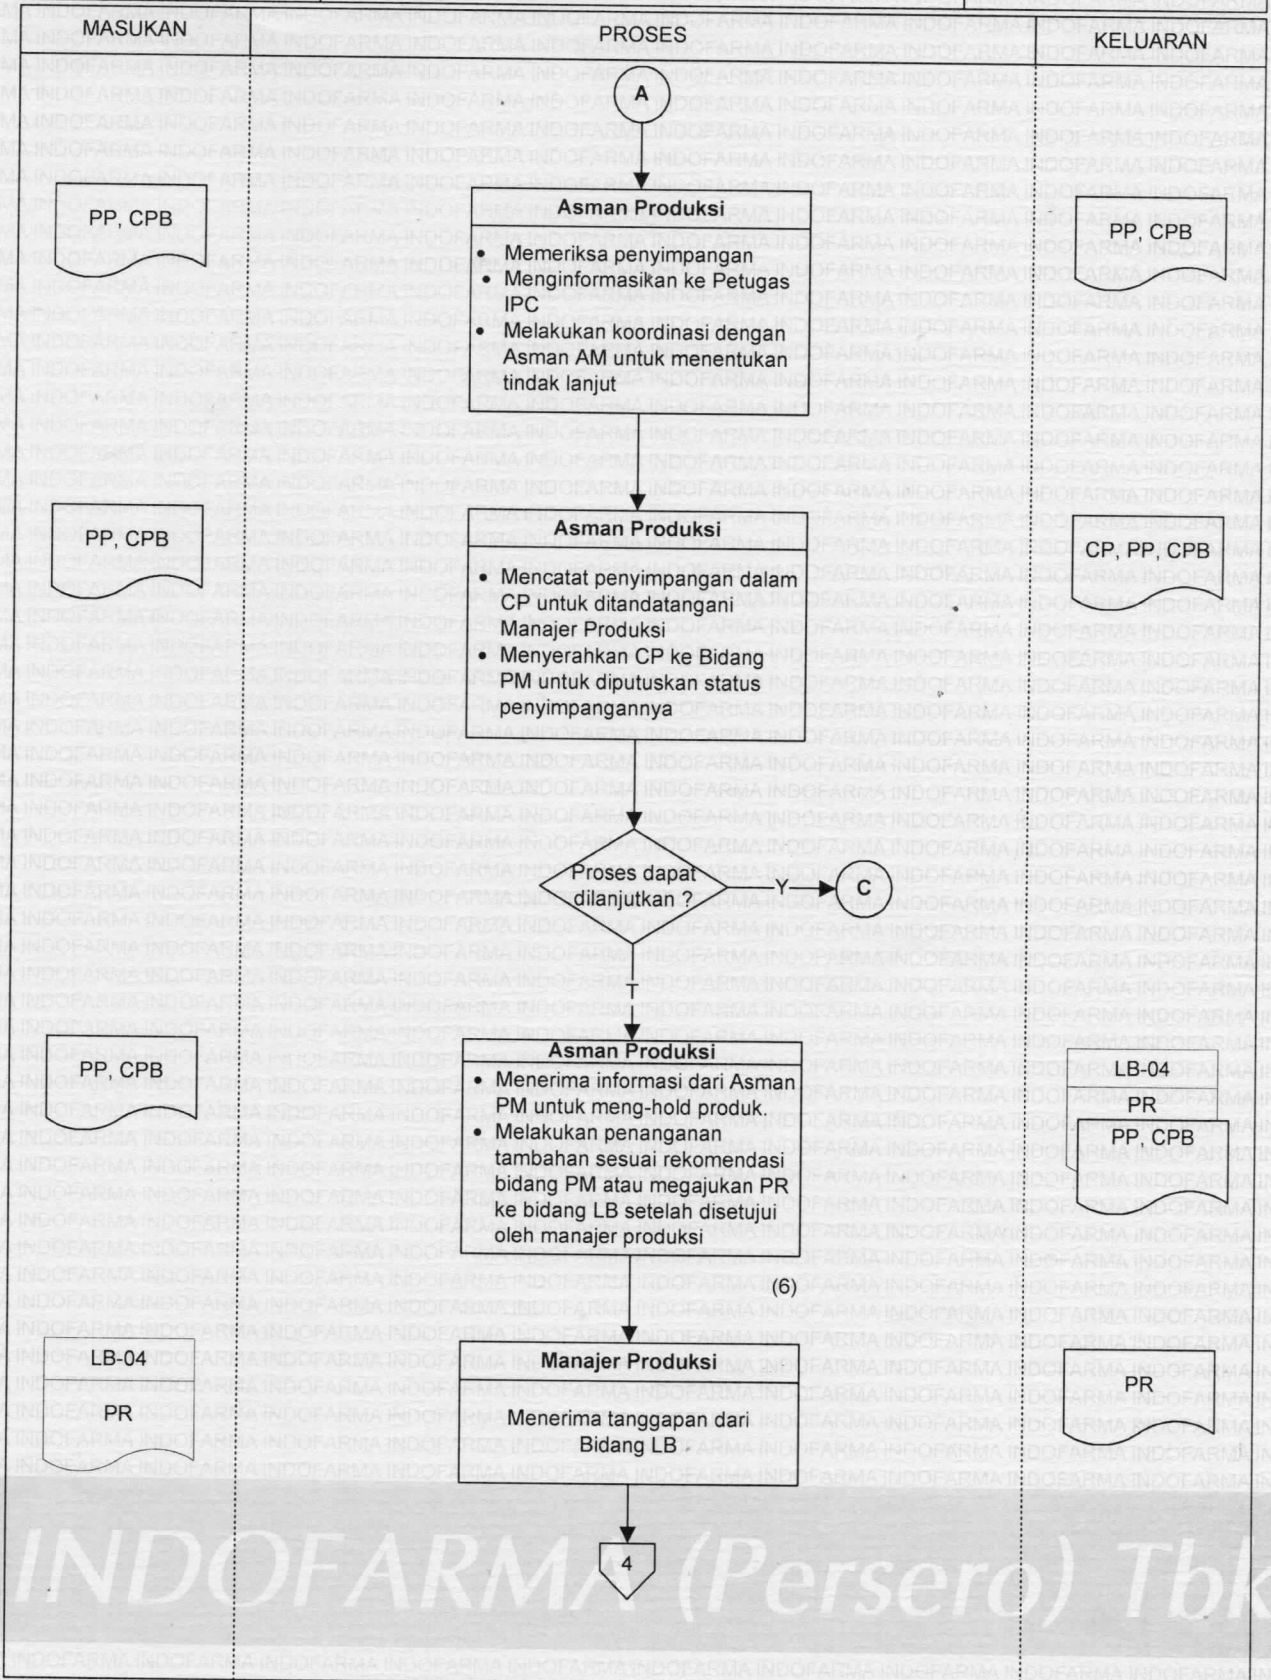 MASUKAN
PROSES
KELUARAN
A
PP, CPB
Asman Produksi
• Memeriksa penyimpangan
• Menginformasikan ke Petugas
IPC
• Melakukan koordinasi dengan
Asman AM untuk menentukan
tindak lanjut
PP, CPB
PP, CPB
Asman Produksi
• Mencatat penyimpangan dalam
CP untuk ditandatangani
Manajer Produksi
• Menyerahkan CP ke Bidang
PM untuk diputuskan status
penyimpangannya
CP, PP, CPB
Proses dapat
dilanjutkan ?
Y
C
T
PP, CPB
Asman Produksi
• Menerima informasi dari Asman
PM untuk meng-hold produk.
• Melakukan penanganan
tambahan sesuai rekomendasi
bidang PM atau megajukan PR
ke bidang LB setelah disetujui
oleh manajer produksi
(6)
LB-04
PR
PP, CPB
LB-04
PR
Manajer Produksi
Menerima tanggapan dari
Bidang LB .
PR
4
INDOFARMA (Persero) Tbk